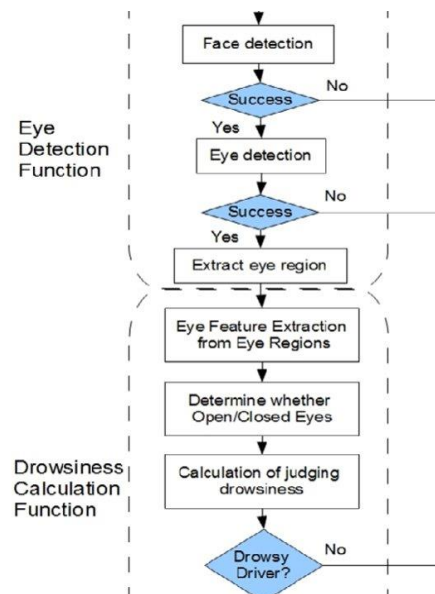 Face detection
Success
No
Yes
Eye
Detection
Function
Eye detection
Success
No
Yes
Extract eye region
Eye Feature Extraction
from Eye Regions
Determine whether
Open/Closed Eyes
Drowsiness
Calculation
Function
Calculation of judging
drowsiness
Drowsy
Driver?
No